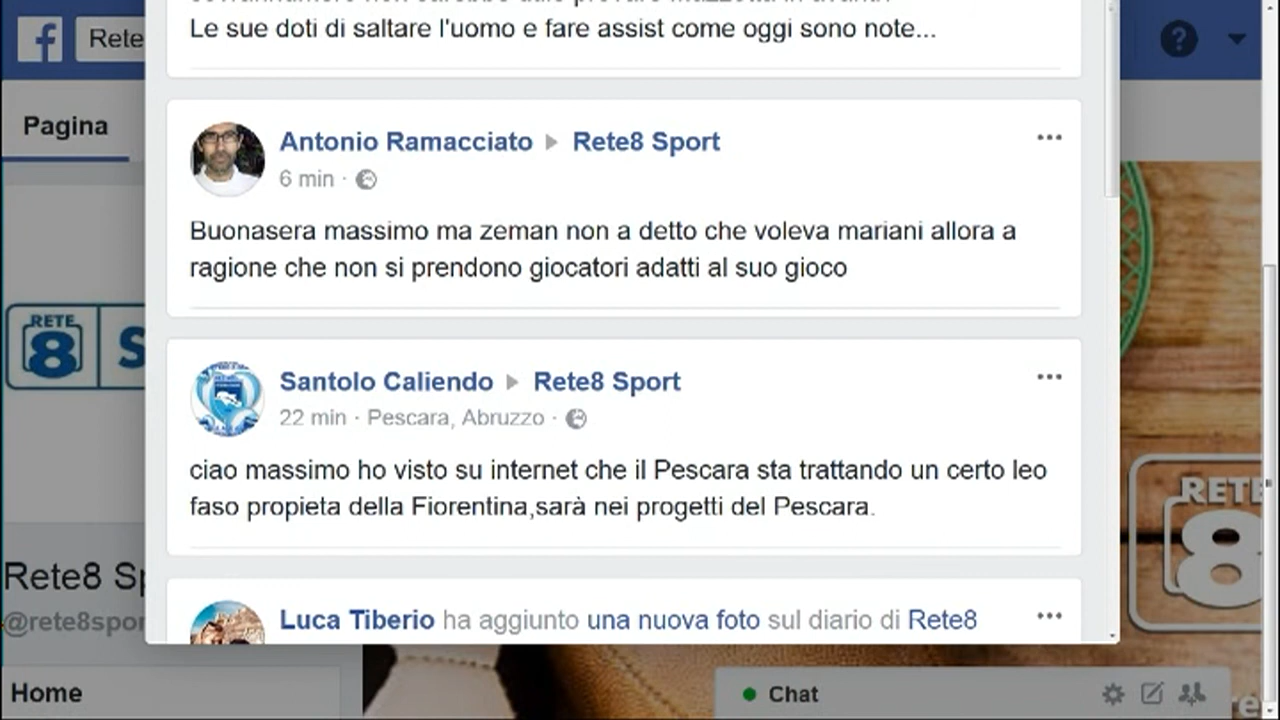 Le sue doti di saltare l'uomo e fare assist come oggi sono note...
Rete
Pagina
Antonio Ramacciato ▸ Rete8 Sport
6 min ·
Buonasera massimo ma zeman non a detto che voleva mariani allora a
ragione che non si prendono giocatori adatti al suo gioco
RETE
8
S
Santolo Caliendo ▸ Rete8 Sport
22 min · Pescara, Abruzzo ·
ciao massimo ho visto su internet che il Pescara sta trattando un certo leo
faso propieta della Fiorentina,sarà nei progetti del Pescara.
RETE
8
Rete8 Sp
@rete8spor
Luca Tiberio ha aggiunto una nuova foto sul diario di Rete8
Home
Chat